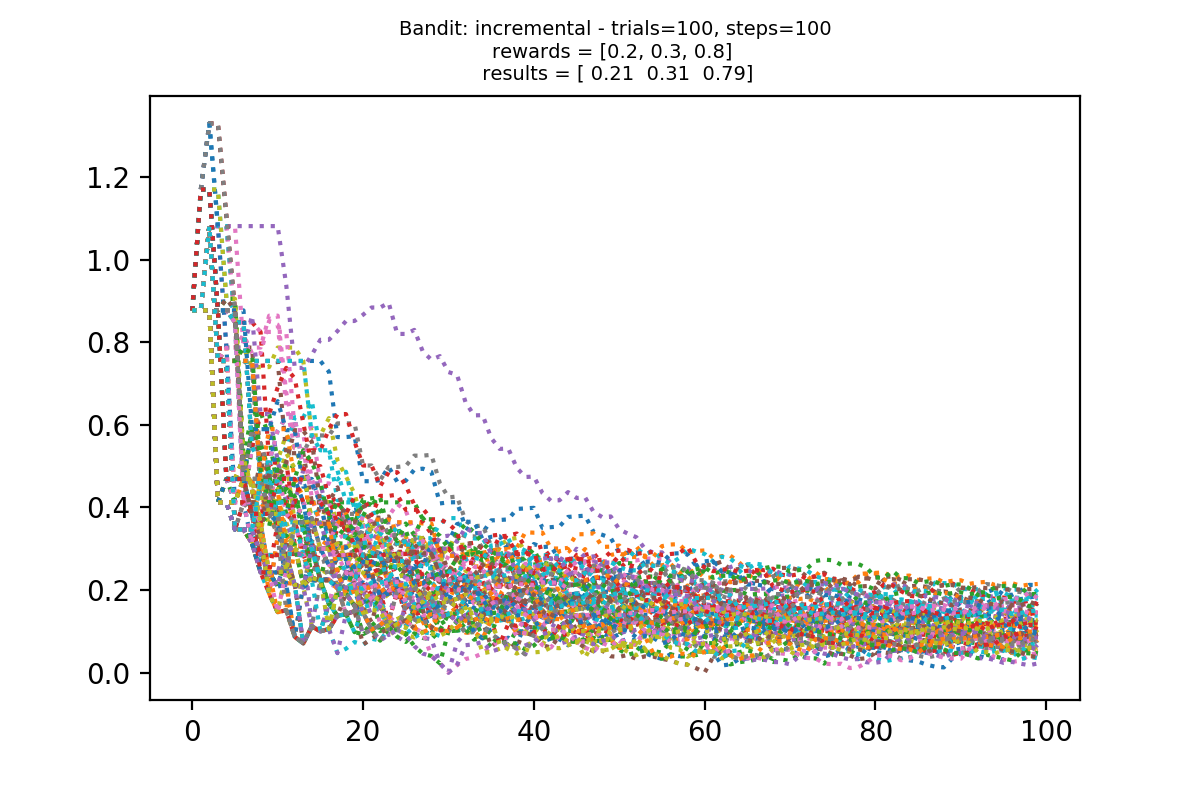 Bandit: incremental - trials=100, steps=100
rewards = [0.2, 0.3, 0.8]
results = [ 0.21  0.31  0.79]
1.2
1.0
0.8
0.6
0.4
0.2
0.0
0 20 40 60 80 100